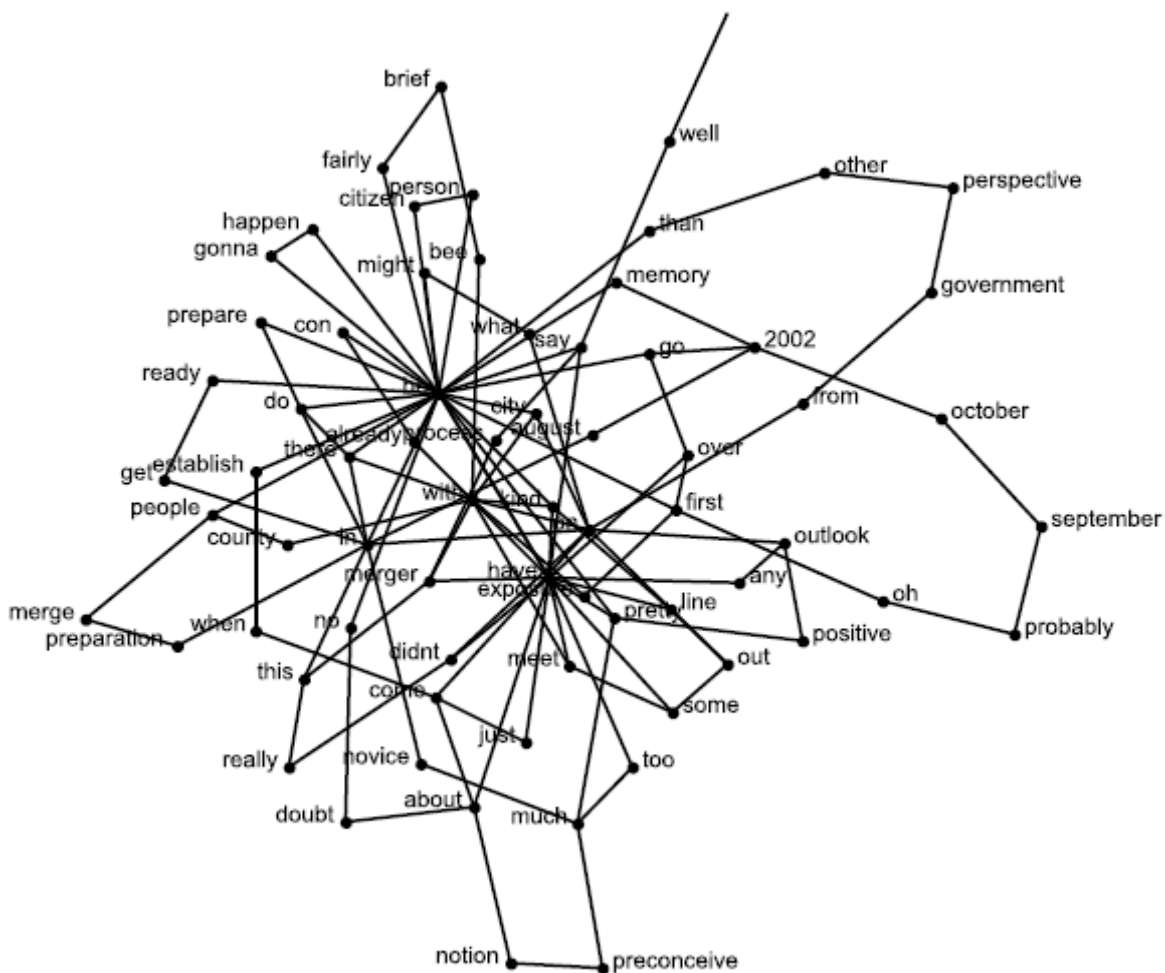 brief
well
fairly
other
perspective
person
citizen
happen
than
gonna
bee
might
memory
government
prepare
con
what
say
go
2002
ready
do
from
city
october
already
process
august
there
over
get
establish
with
kind
people
first
september
county
in
outlook
have
merger
any
merge
line
oh
pretty
preparation
when
no
positive
probably
didnt
meet
out
this
come
some
just
really
novice
too
doubt
about
much
notion
preconceive